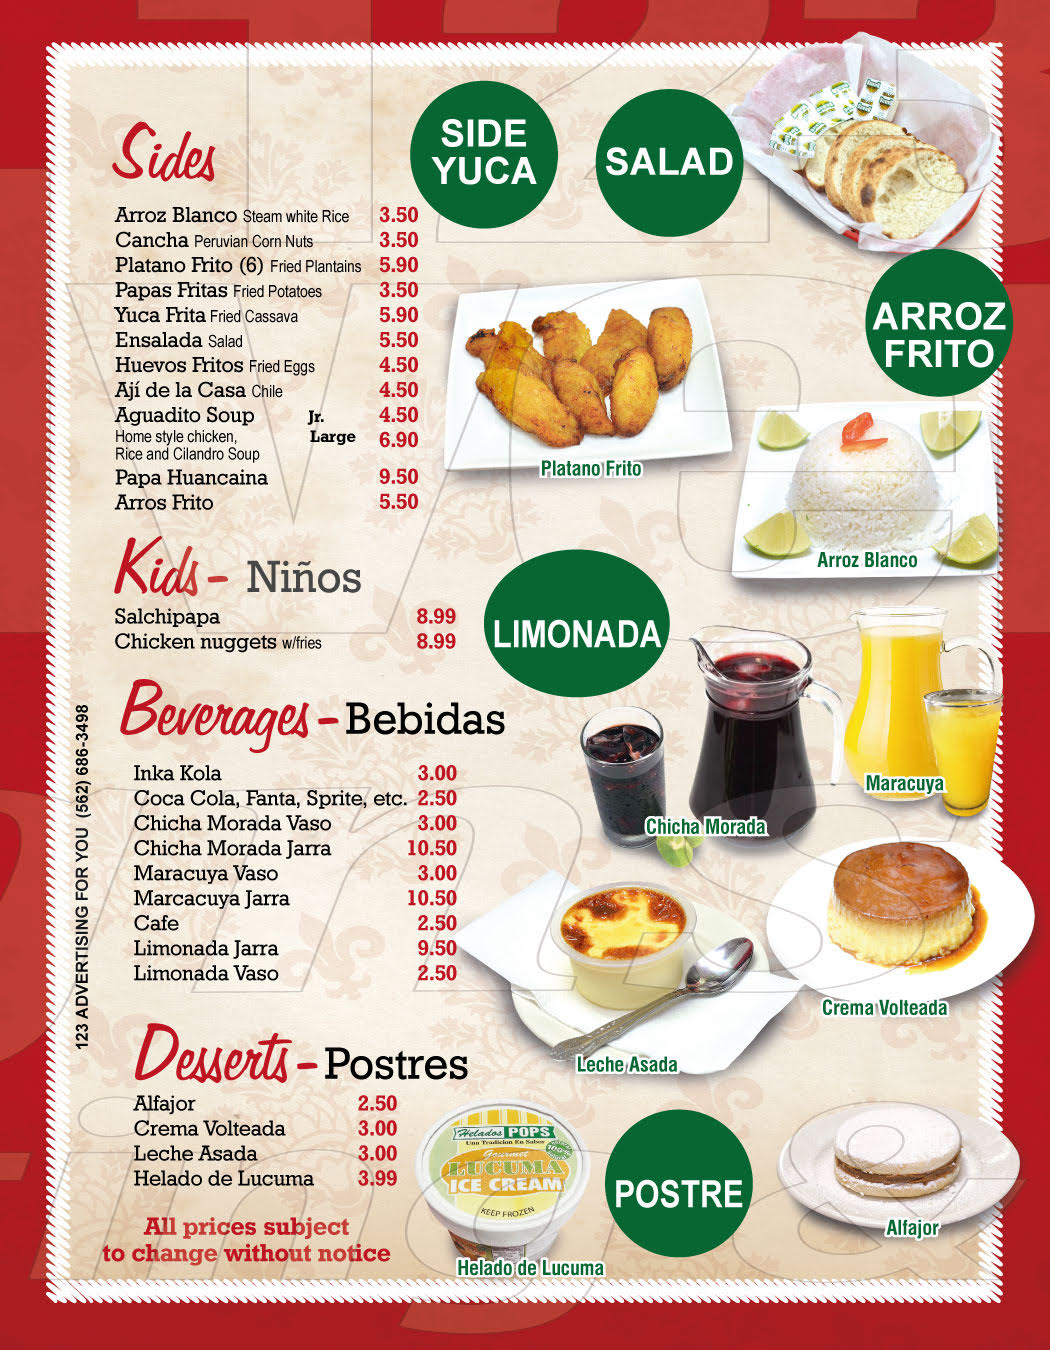 Sides
Arroz Blanco Steam white Rice 3.50
Cancha Peruvian Corn Nuts 3.50
Platano Frito (6) Fried Plantains 5.90
Papas Fritas Fried Potatoes 3.50
Yuca Frita Fried Cassava 5.90
Ensalada Salad 5.50
Huevos Fritos Fried Eggs 4.50
Ají de la Casa Chile 4.50
Aguadito Soup Jr. 4.50
Home style chicken, Large 6.90
Rice and Cilandro Soup
Papa Huancaina 9.50
Arros Frito 5.50
SIDE
YUCA
SALAD
ARROZ
FRITO
Platano Frito
Arroz Blanco
Kids - Niños
Salchipapa 8.99
Chicken nuggets w/fries 8.99
LIMONADA
Beverages - Bebidas
Inka Kola 3.00
Coca Cola, Fanta, Sprite, etc. 2.50
Chicha Morada Vaso 3.00
Chicha Morada Jarra 10.50
Maracuya Vaso 3.00
Marcacuya Jarra 10.50
Cafe 2.50
Limonada Jarra 9.50
Limonada Vaso 2.50
Maracuya
Chicha Morada
Crema Volteada
Leche Asada
Desserts - Postres
Alfajor 2.50
Crema Volteada 3.00
Leche Asada 3.00
Helado de Lucuma 3.99
All prices subject
to change without notice
Helados POPS
Una Tradicion En Sabor
Gourmet
LUCUMA
ICE CREAM
KEEP FROZEN
Helado de Lucuma
POSTRE
Alfajor
123 ADVERTISING FOR YOU (562) 686-3498